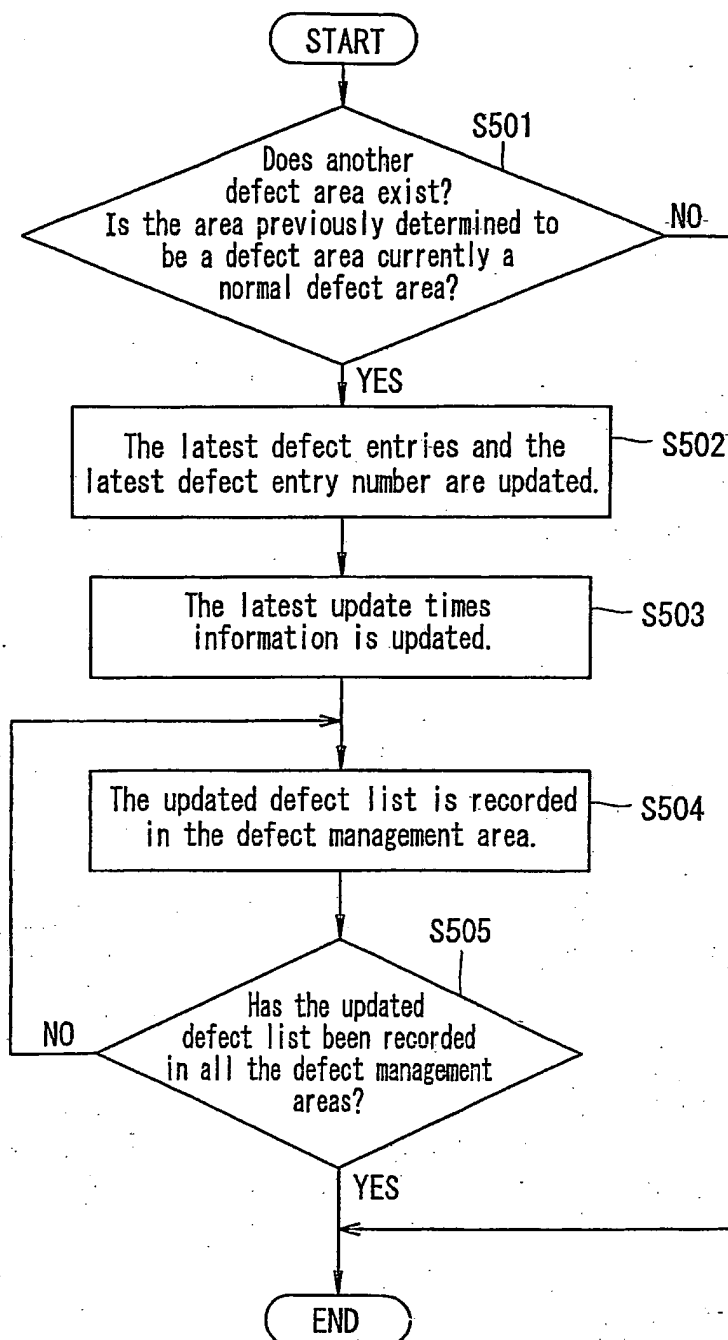 START
S501
Does another
defect area exist?
Is the area previously determined to
be a defect area currently a
normal defect area?
NO
YES
The latest defect entries and the
latest defect entry number are updated.
S502
The latest update times
information is updated.
S503
The updated defect list is recorded
in the defect management area.
S504
S505
Has the updated
defect list been recorded
in all the defect management
areas?
NO
YES
END